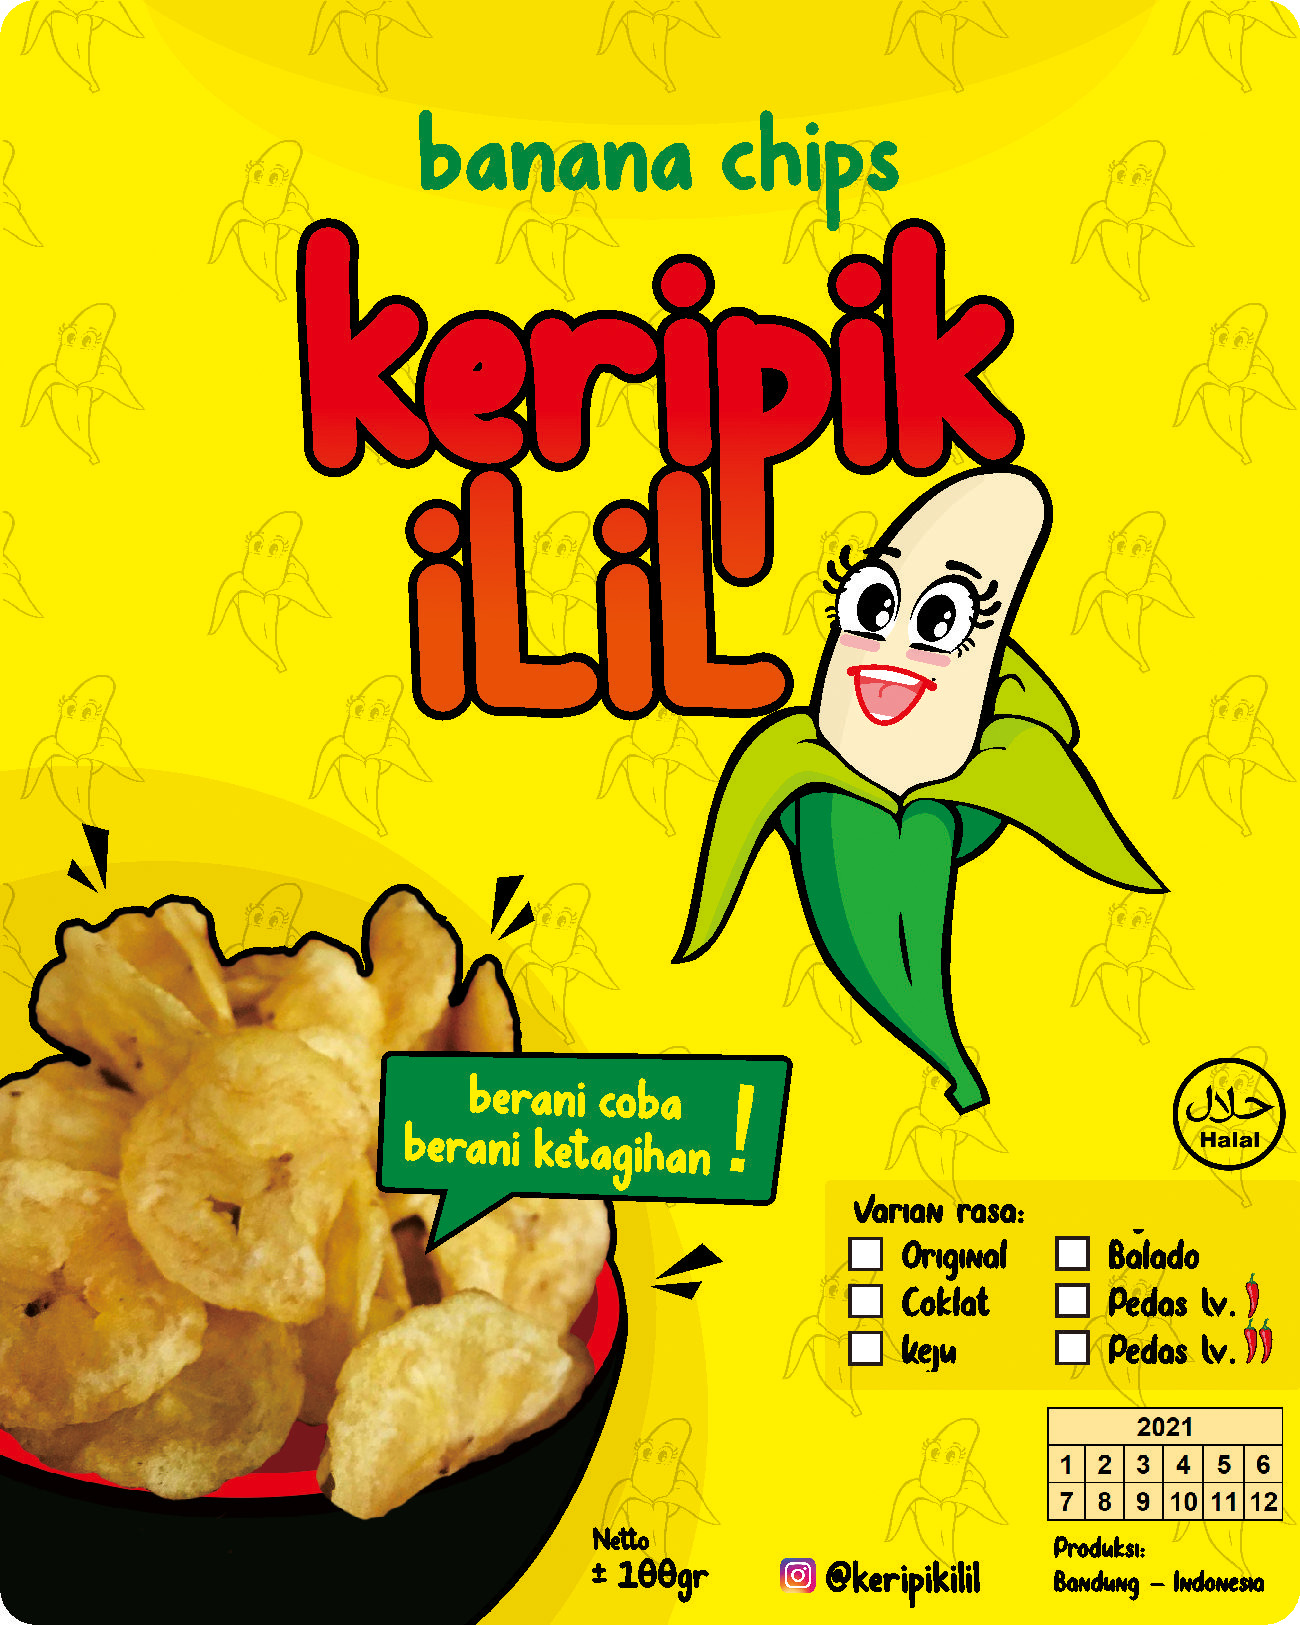 banana chips
keripik
iLiL
berani coba
berani ketagihan !
حلال
Halal
Varian rasa:
Original
Coklat
keju
Balado
Pedas lv.
Pedas lv.
2021
1 2 3 4 5 6
7 8 9 10 11 12
Netto
± 100gr
@keripikilil
Produksi:
Bandung - Indonesia